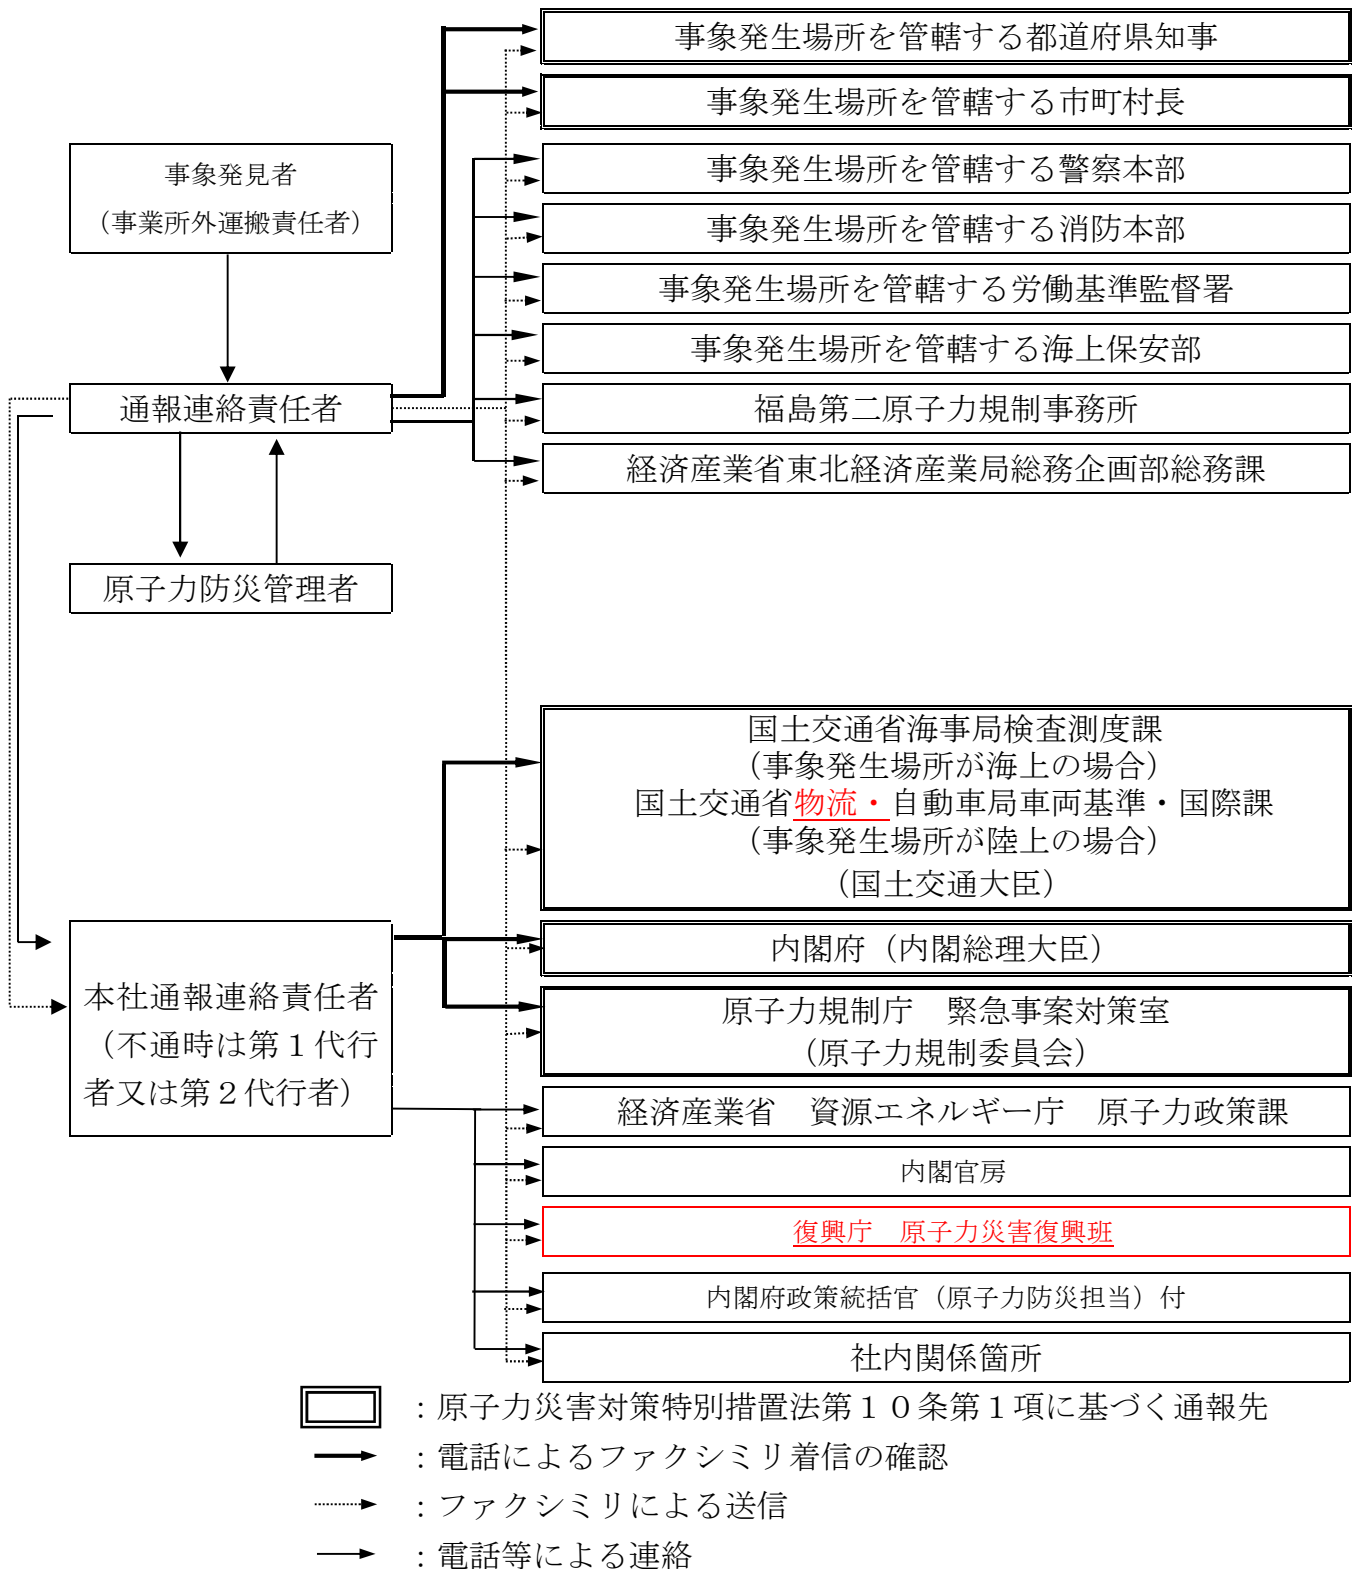 事象発生場所を管轄する都道府県知事
事象発生場所を管轄する市町村長
事象発見者
（事業所外運搬責任者）
事象発生場所を管轄する警察本部
事象発生場所を管轄する消防本部
事象発生場所を管轄する労働基準監督署
事象発生場所を管轄する海上保安部
通報連絡責任者
福島第二原子力規制事務所
経済産業省東北経済産業局総務企画部総務課
原子力防災管理者
国土交通省海事局検査測度課
（事象発生場所が海上の場合）
国土交通省物流・自動車局車両基準・国際課
（事象発生場所が陸上の場合）
（国土交通大臣）
内閣府（内閣総理大臣）
本社通報連絡責任者
（不通時は第１代行
者又は第２代行者）
原子力規制庁　緊急事案対策室
（原子力規制委員会）
経済産業省　資源エネルギー庁　原子力政策課
内閣官房
復興庁　原子力災害復興班
内閣府政策統括官（原子力防災担当）付
社内関係箇所
：原子力災害対策特別措置法第１０条第１項に基づく通報先
：電話によるファクシミリ着信の確認
：ファクシミリによる送信
：電話等による連絡